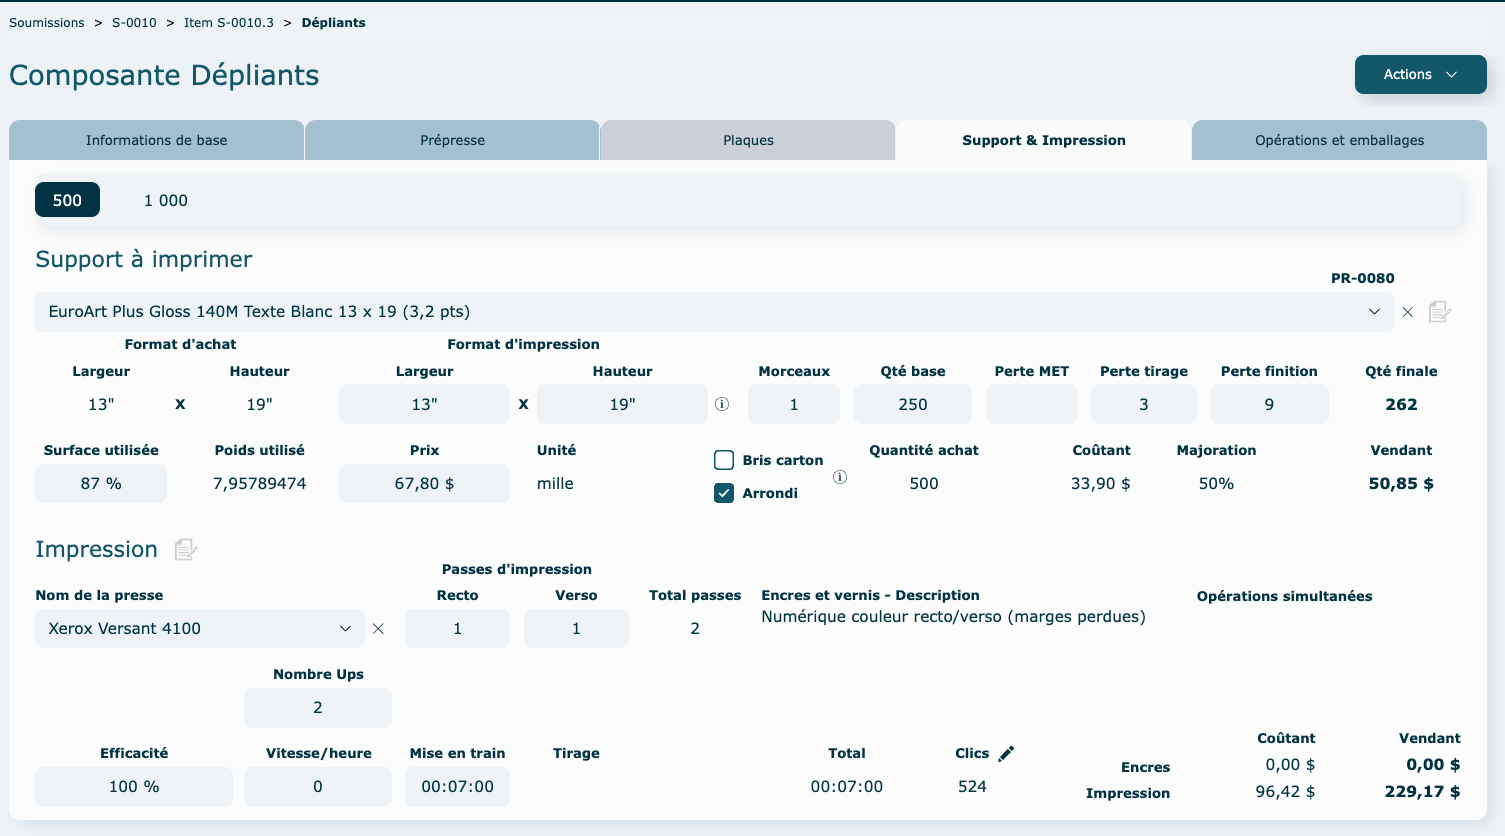 Soumissions > S-0010 > Item S-0010.3 > Dépliants
Composante Dépliants
Actions
Informations de base
Prépresse
Plaques
Support & Impression
Opérations et emballages
500
1 000
Support à imprimer
PR-0080
EuroArt Plus Gloss 140M Texte Blanc 13 x 19 (3,2 pts)
Format d'achat Format d'impression
Largeur Hauteur Largeur Hauteur Morceaux Qté base Perte MET Perte tirage Perte finition Qté finale
13" X 19" 13" X 19" 1 250 3 9 262
Surface utilisée Poids utilisé Prix Unité Bris carton Quantité achat Coûtant Majoration Vendant
87 % 7,95789474 67,80 $ mille Arrondi 500 33,90 $ 50% 50,85 $
Impression
Passes d'impression
Nom de la presse Recto Verso Total passes Encres et vernis - Description Opérations simultanées
Xerox Versant 4100 1 1 2 Numérique couleur recto/verso (marges perdues)
Nombre Ups
2
Efficacité Vitesse/heure Mise en train Tirage Total Clics Coûtant Vendant
100 % 0 00:07:00 00:07:00 524
Encres 0,00 $ 0,00 $
Impression 96,42 $ 229,17 $